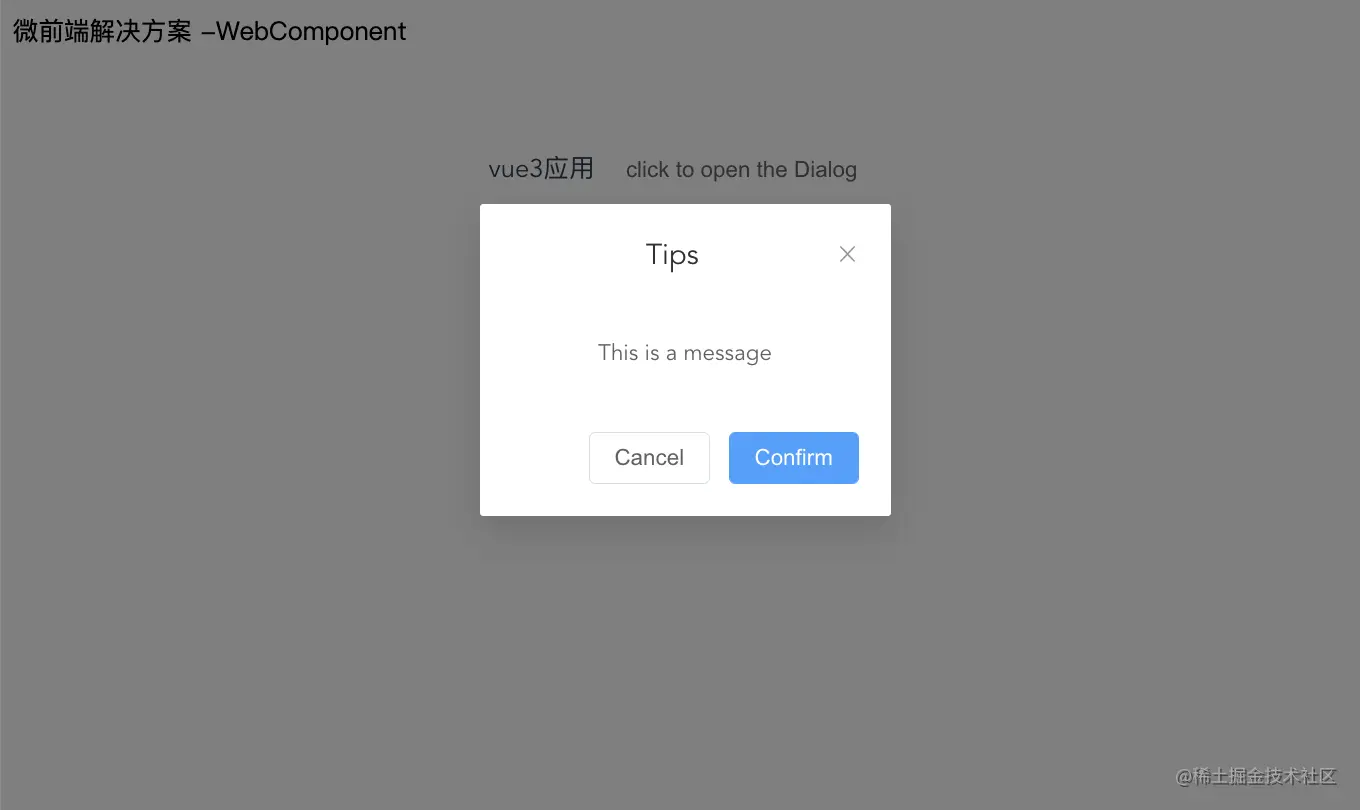 微前端解决方案 –WebComponent
vue3应用 click to open the Dialog
Tips
This is a message
Cancel Confirm
@稀土掘金技术社区